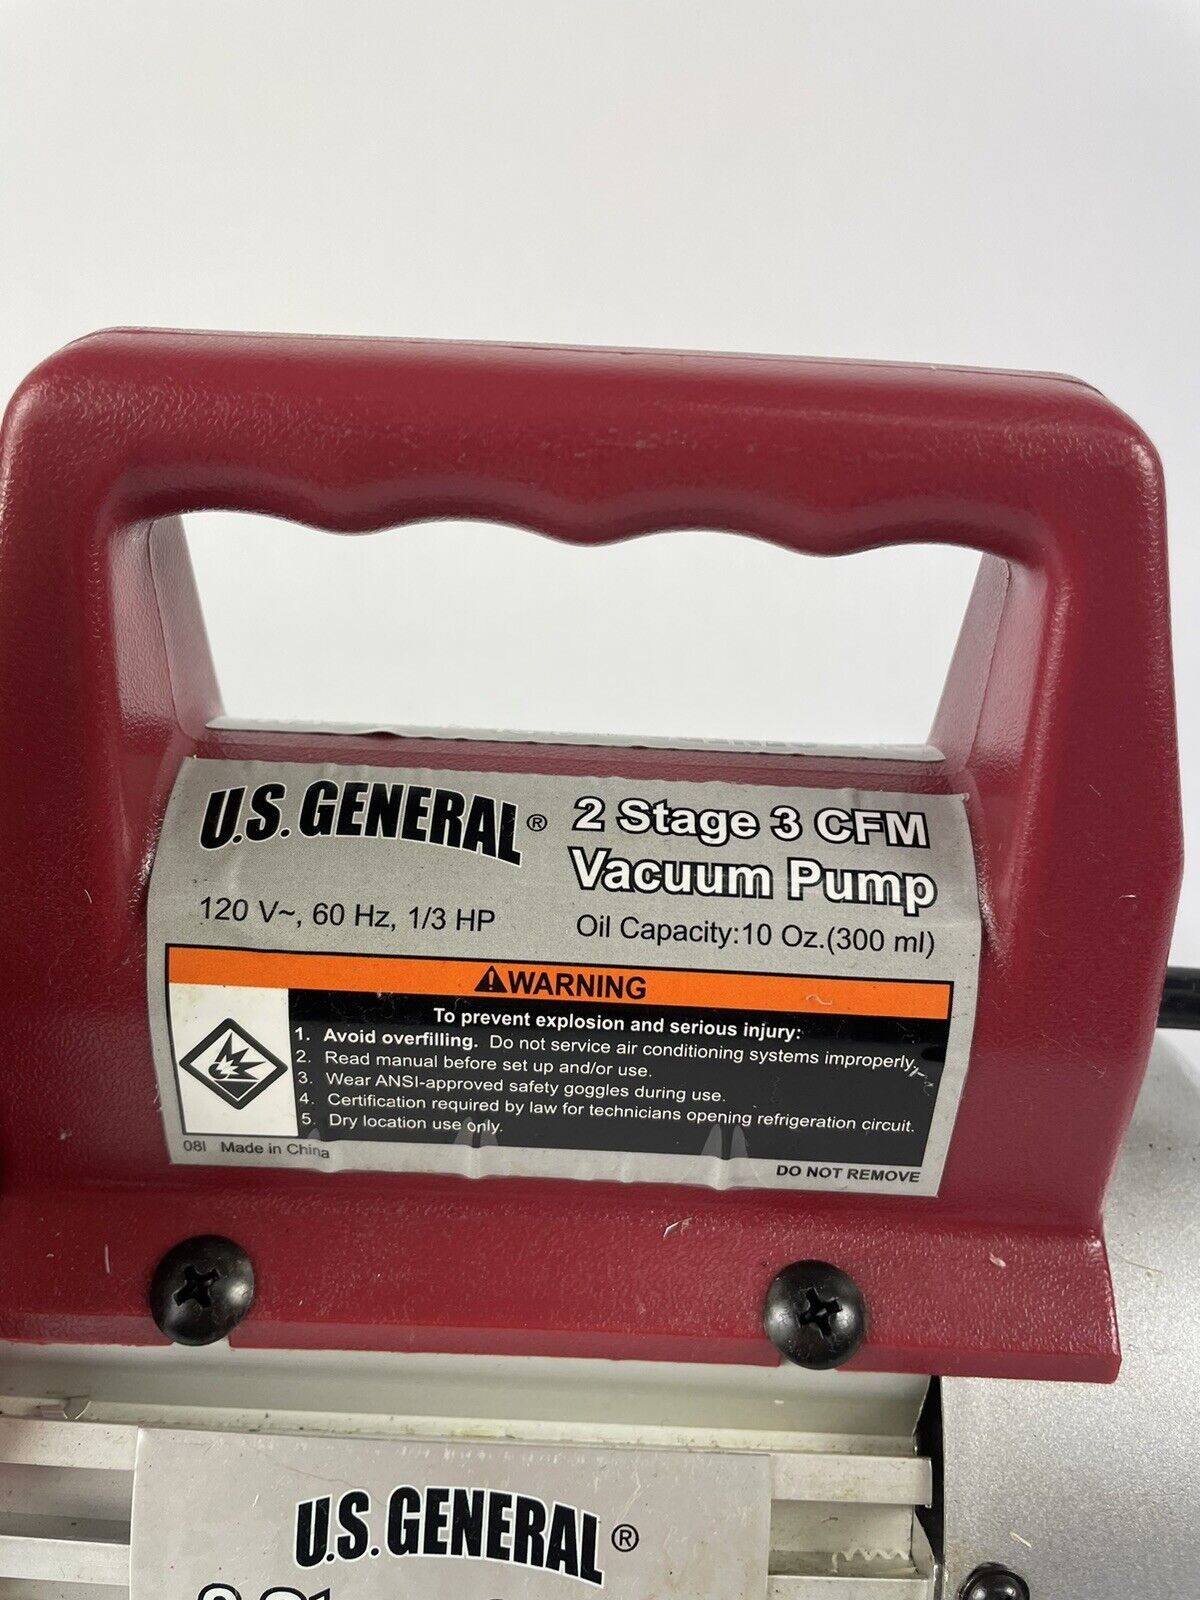 U.S. GENERAL® 2 Stage 3 CFM
Vacuum Pump
120 V~, 60 Hz, 1/3 HP
Oil Capacity:10 Oz.(300 ml)
⚠WARNING
To prevent explosion and serious injury:
1. Avoid overfilling. Do not service air conditioning systems improperly.
2. Read manual before set up and/or use.
3. Wear ANSI-approved safety goggles during use.
4. Certification required by law for technicians opening refrigeration circuit.
5. Dry location use only.
08l Made in China
DO NOT REMOVE
U.S. GENERAL®